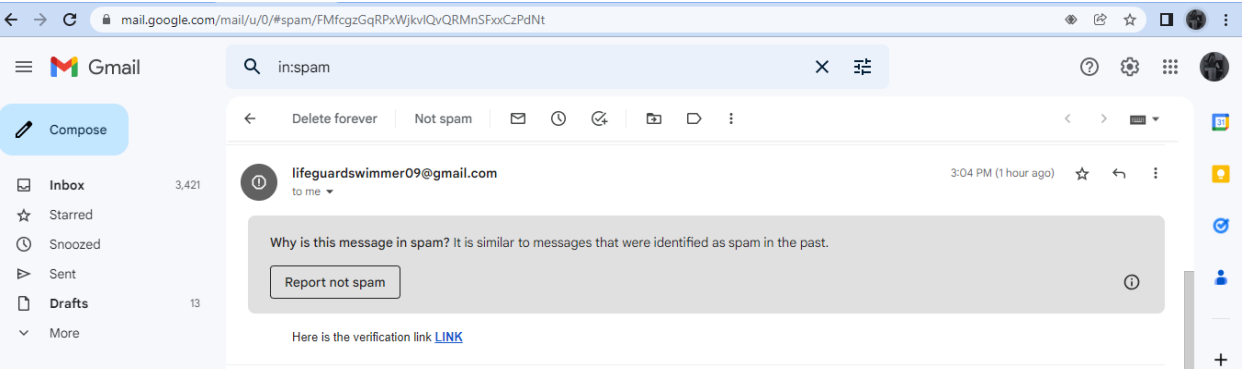 mail.google.com/mail/u/0/#spam/FMfcgzGqRPxWjkvlQvQRMnSFxxCzPdNt
Gmail
in:spam
Compose
Delete forever Not spam
31
lifeguardswimmer09@gmail.com 3:04 PM (1 hour ago)
to me
Inbox 3,421
Starred
Snoozed
Sent
Drafts 13
More
Why is this message in spam? It is similar to messages that were identified as spam in the past.
Report not spam
Here is the verification link LINK